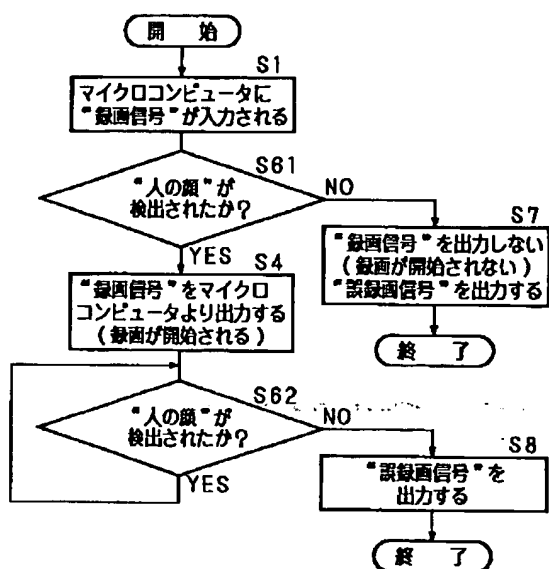 開 始
S1
マイクロコンピュータに
“録画信号”が入力される
S61
“人の顔”が
検出されたか？
NO
YES
S7
“録画信号”を出力しない
(録画が開始されない)
“誤録画信号”を出力する
終 了
S4
“録画信号”をマイクロ
コンピュータより出力する
(録画が開始される)
S62
“人の顔”が
検出されたか？
NO
YES
S8
“誤録画信号”を
出力する
終 了